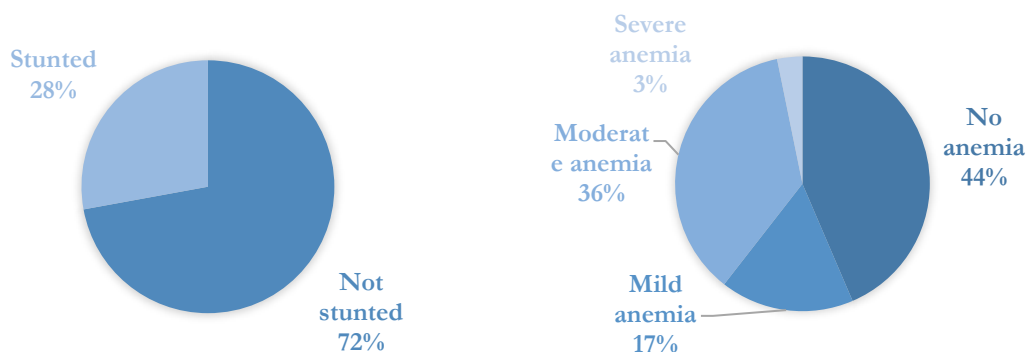 Stunted
28%
Not
stunted
72%
Severe
anemia
3%
Moderat
e anemia
36%
No
anemia
44%
Mild
anemia
17%